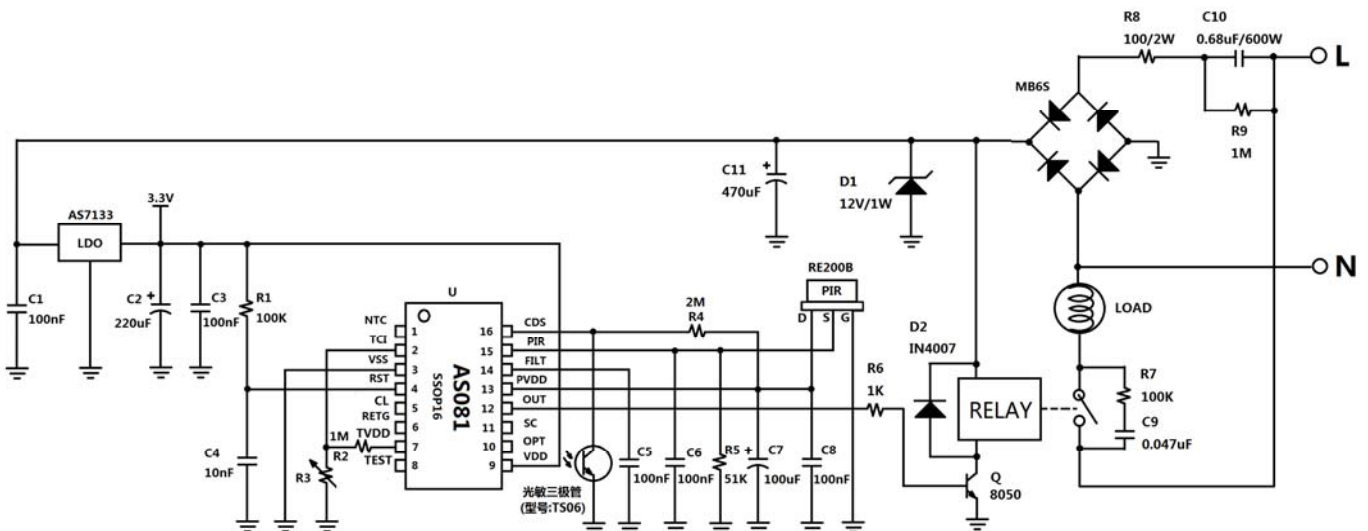 R8
100/2W
C10
0.68uF/600W
L
MB6S
R9
1M
C11
470uF
D1
12V/1W
3.3V
AS7133
LDO
N
RE200B
PIR
D S G
C1
100nF
C2
220uF
C3
100nF
R1
100K
U
2M
R4
LOAD
NTC
TCI
VSS
RST
CL
RETG
TVDD
TEST
1
2
3
4
5
6
7
8
AS081
SSOP16
16
15
14
13
12
11
10
9
CDS
PIR
FILT
PVDD
OUT
SC
OPT
VDD
D2
IN4007
R6
1K
RELAY
R7
100K
C9
0.047uF
1M
R2
R3
C4
10nF
光敏三极管
(型号:TS06)
C5
100nF
C6
100nF
R5
51K
C7
100uF
C8
100nF
Q
8050